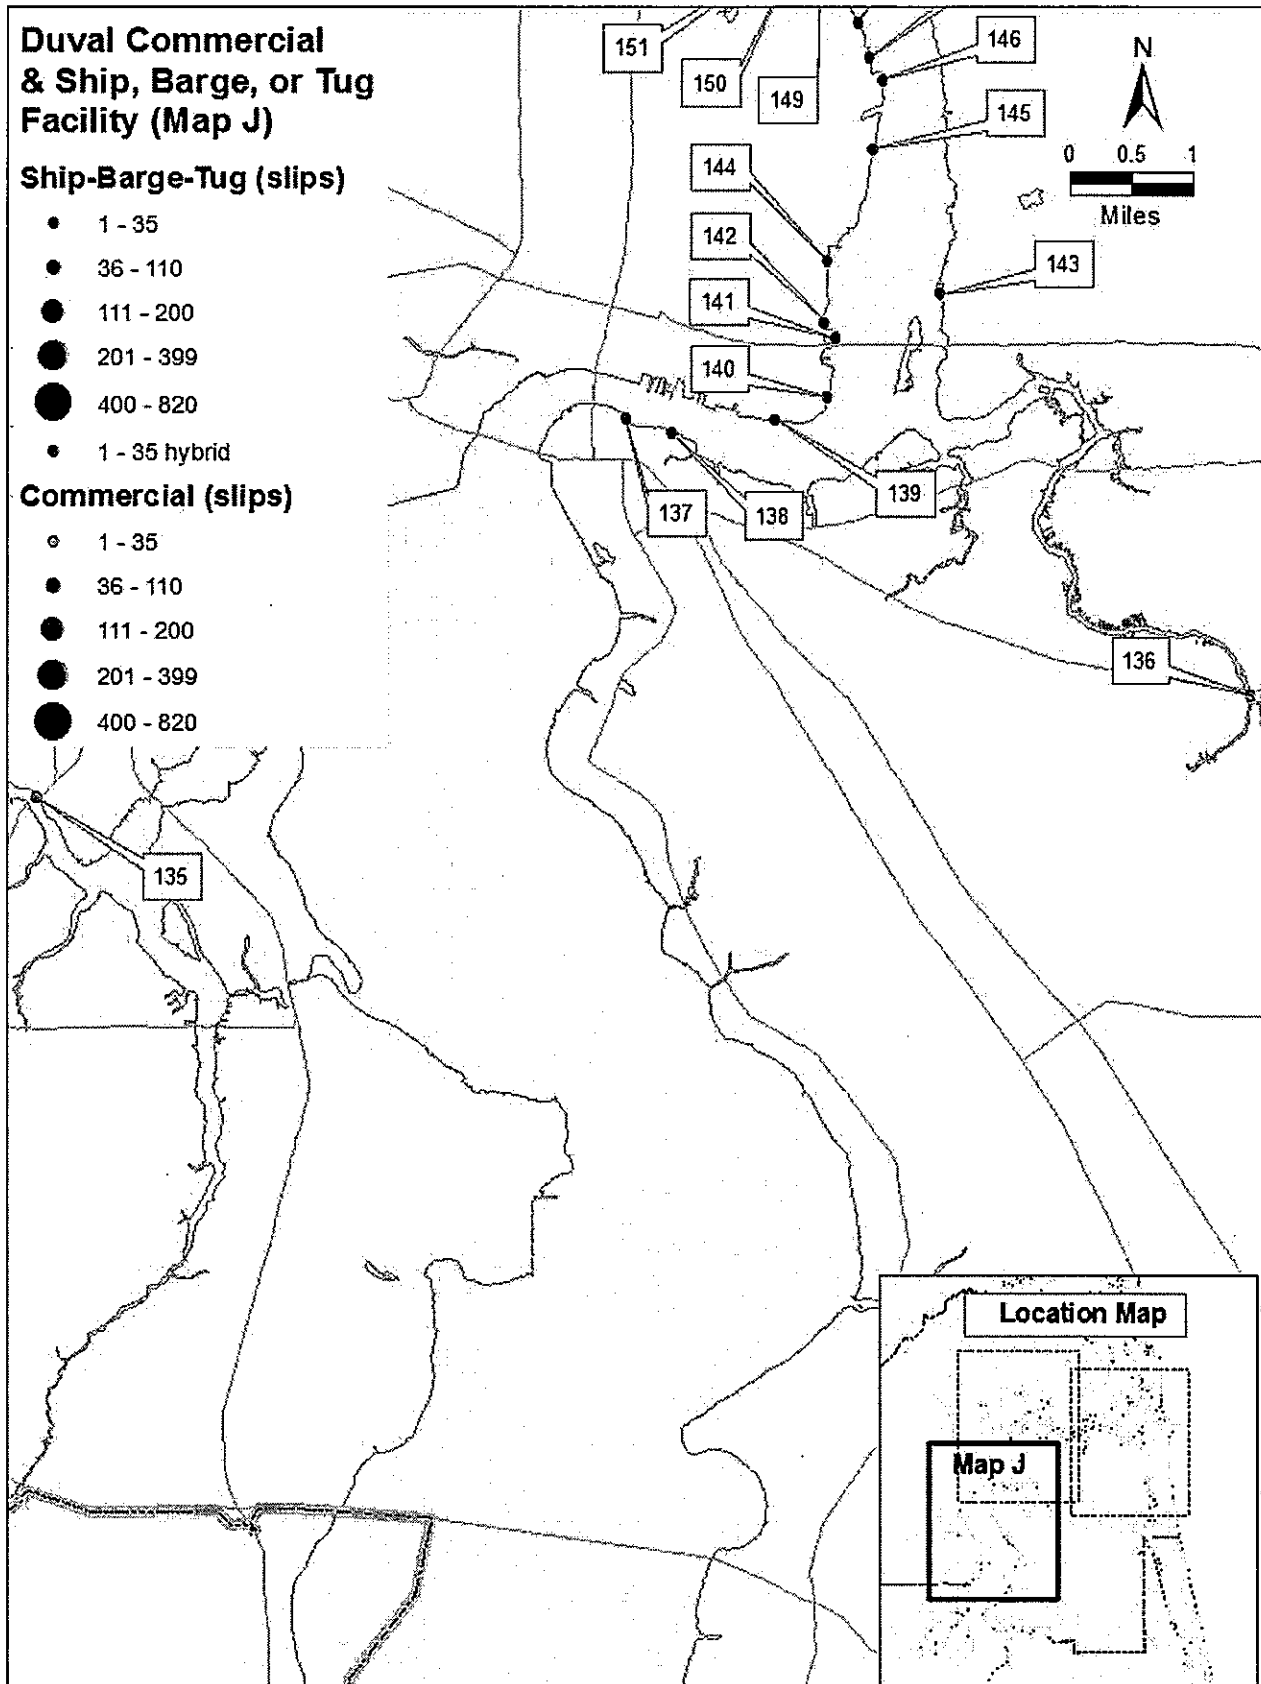 Duval Commercial
& Ship, Barge, or Tug
Facility (Map J)
Ship-Barge-Tug (slips)
1 - 35
36 - 110
111 - 200
201 - 399
400 - 820
1 - 35 hybrid
Commercial (slips)
1 - 35
36 - 110
111 - 200
201 - 399
400 - 820
151
150
149
146
145
144
142
141
140
143
139
138
137
136
135
N
0 0.5 1
Miles
Location Map
Map J